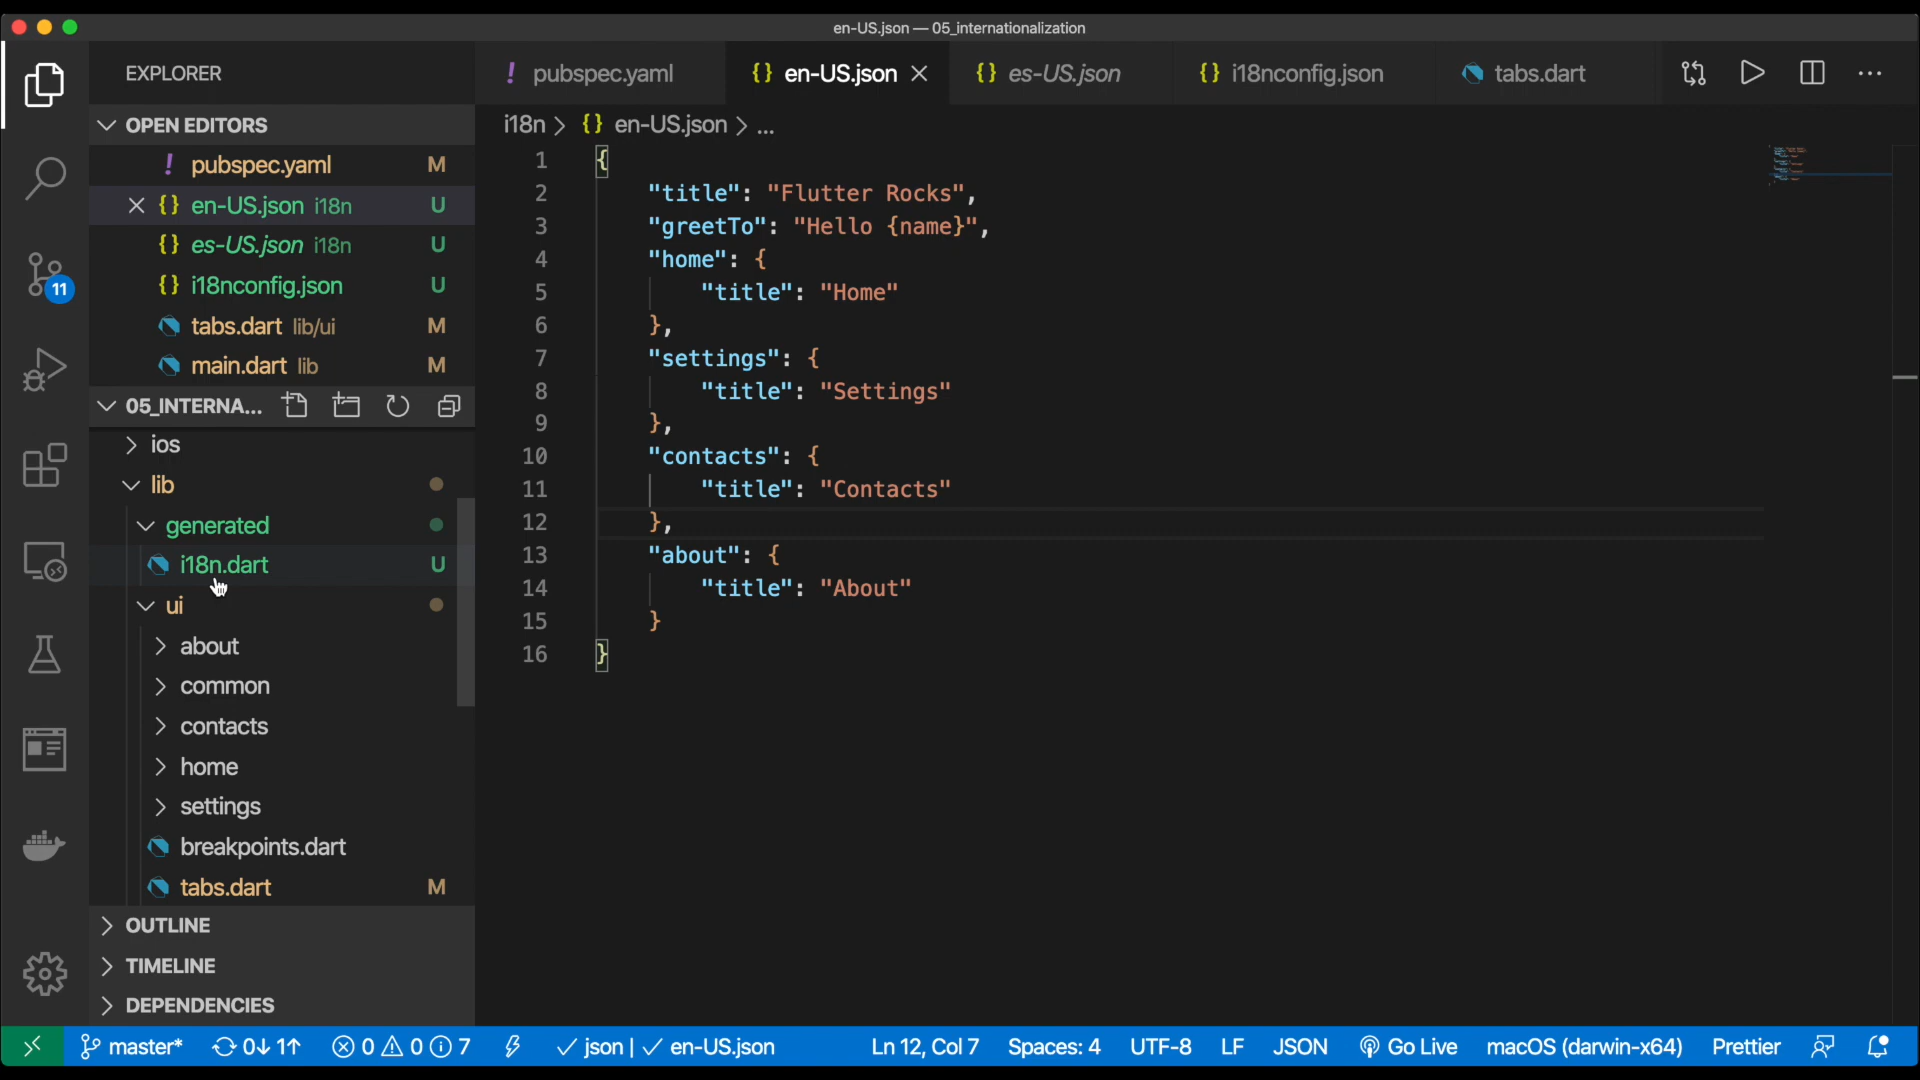 en-US.json — 05_internationalization
EXPLORER
OPEN EDITORS
! pubspec.yaml M
{} en-US.json i18n U
{} es-US.json i18n U
{} i18nconfig.json U
tabs.dart lib/ui M
main.dart lib M
05_INTERNA...
ios
lib
generated
i18n.dart U
ui
about
common
contacts
home
settings
breakpoints.dart
tabs.dart M
OUTLINE
TIMELINE
DEPENDENCIES
11
! pubspec.yaml
{} en-US.json
{} es-US.json
{} i18nconfig.json
tabs.dart
i18n > {} en-US.json > ...
1 {
2 "title": "Flutter Rocks",
3 "greetTo": "Hello {name}",
4 "home": {
5 "title": "Home"
6 },
7 "settings": {
8 "title": "Settings"
9 },
10 "contacts": {
11 "title": "Contacts"
12 },
13 "about": {
14 "title": "About"
15 }
16 }
master* 0↓ 1↑ 0 0 7 json | en-US.json Ln 12, Col 7 Spaces: 4 UTF-8 LF JSON Go Live macOS (darwin-x64) Prettier